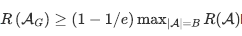 R (𝒜_G) ≥ (1 − 1/e) max_{|𝒜|=B} R(𝒜)